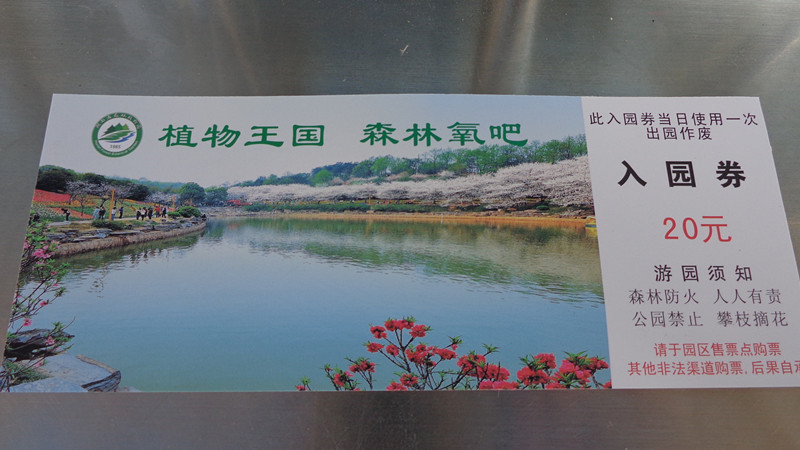 植物王国 森林氧吧
1985
此入园券当日使用一次
出园作废
入园券
20元
游园须知
森林防火 人人有责
公园禁止 攀枝摘花
请于园区售票点购票
其他非法渠道购票,后果自承